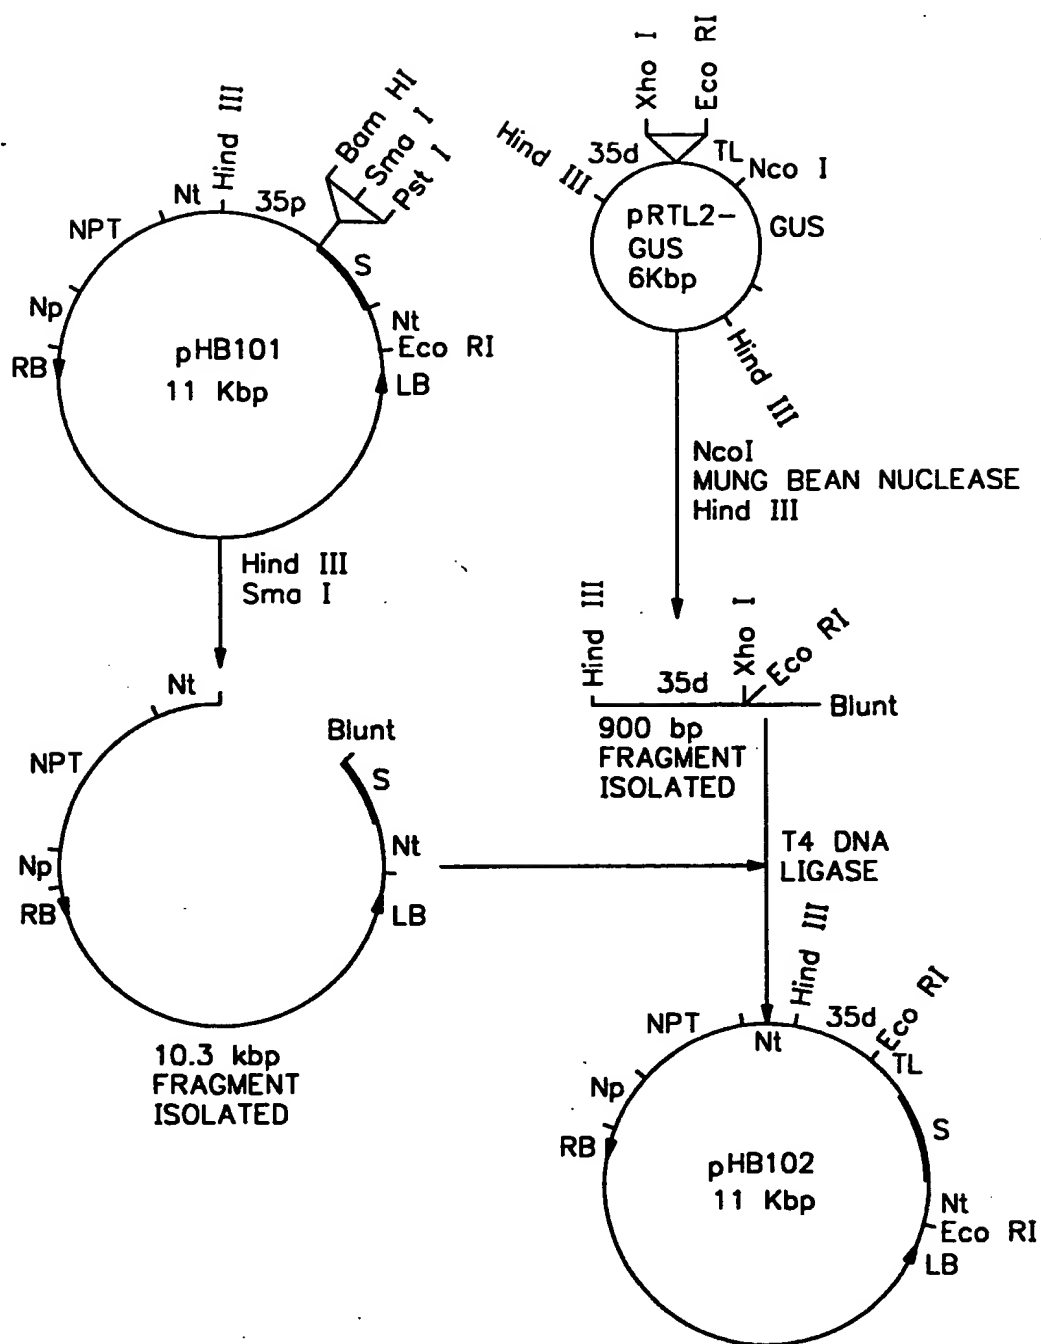 Hind III
35p
Bam HI
Sma I
Pst I
Nt
NPT
S
Np
RB
pHB101
11 Kbp
Nt
Eco RI
LB
Xho I
Eco RI
Hind III
35d
TL
Nco I
pRTL2-
GUS
6Kbp
GUS
Hind III
Hind III
Sma I
NcoI
MUNG BEAN NUCLEASE
Hind III
Nt
Blunt
NPT
S
Np
RB
Nt
LB
10.3 kbp
FRAGMENT
ISOLATED
Hind III
35d
Xho I
Eco RI
Blunt
900 bp
FRAGMENT
ISOLATED
T4 DNA
LIGASE
Hind III
35d
Eco RI
NPT
Nt
TL
Np
S
RB
pHB102
11 Kbp
Nt
Eco RI
LB